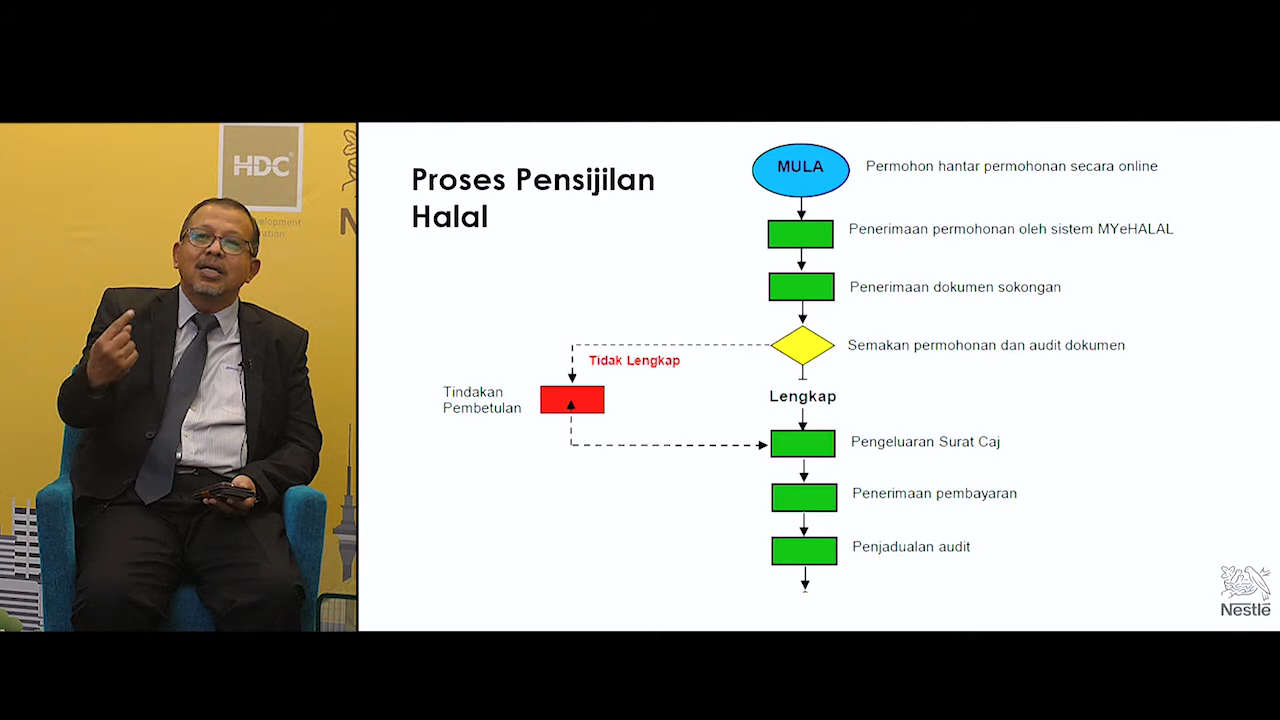 HDC
Proses Pensijilan
Halal
MULA
Permohon hantar permohonan secara online
Penerimaan permohonan oleh sistem MYeHALAL
Penerimaan dokumen sokongan
Semakan permohonan dan audit dokumen
Tidak Lengkap
Tindakan
Pembetulan
Lengkap
Pengeluaran Surat Caj
Penerimaan pembayaran
Penjadualan audit
Nestlé